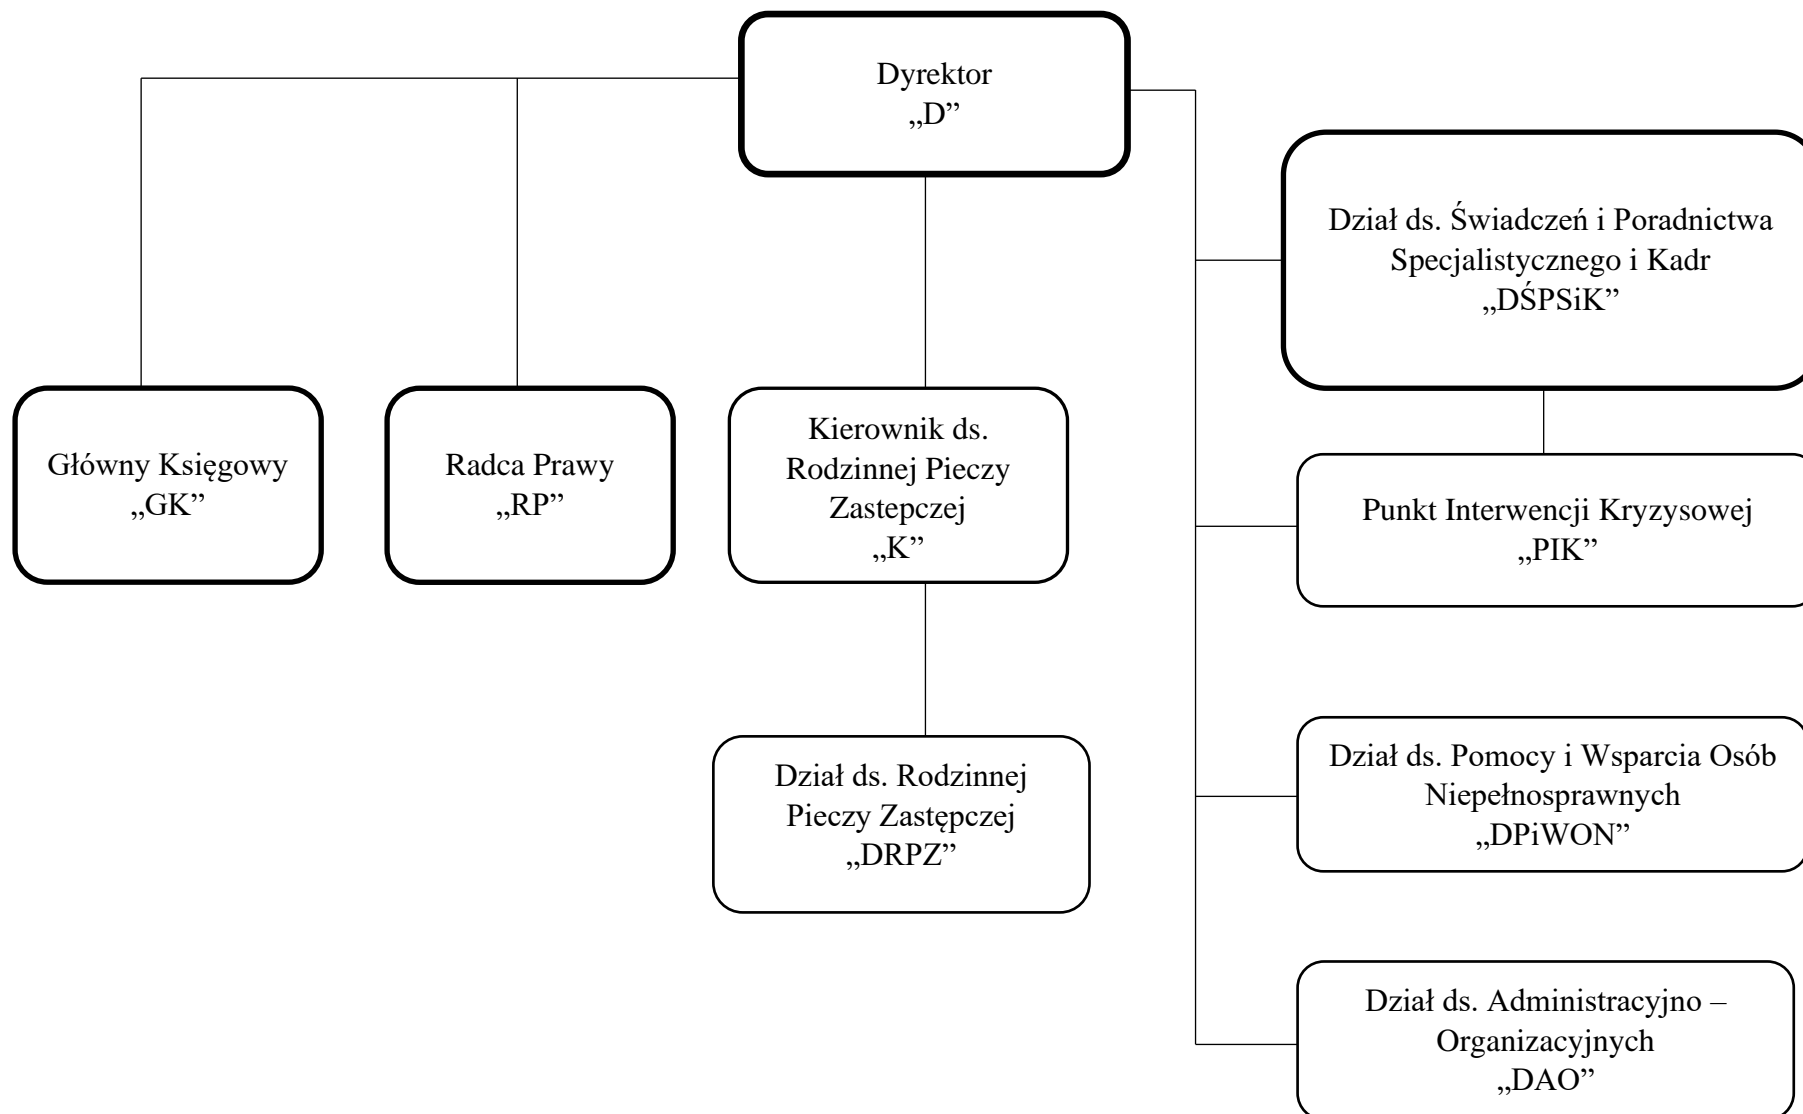 Dyrektor
„D”
Dział ds. Świadczeń i Poradnictwa
Specjalistycznego i Kadr
„DŚPSiK”
Główny Księgowy
„GK”
Radca Prawy
„RP”
Kierownik ds.
Rodzinnej Pieczy
Zastepczej
„K”
Punkt Interwencji Kryzysowej
„PIK”
Dział ds. Rodzinnej
Pieczy Zastępczej
„DRPZ”
Dział ds. Pomocy i Wsparcia Osób
Niepełnosprawnych
„DPiWON”
Dział ds. Administracyjno –
Organizacyjnych
„DAO”